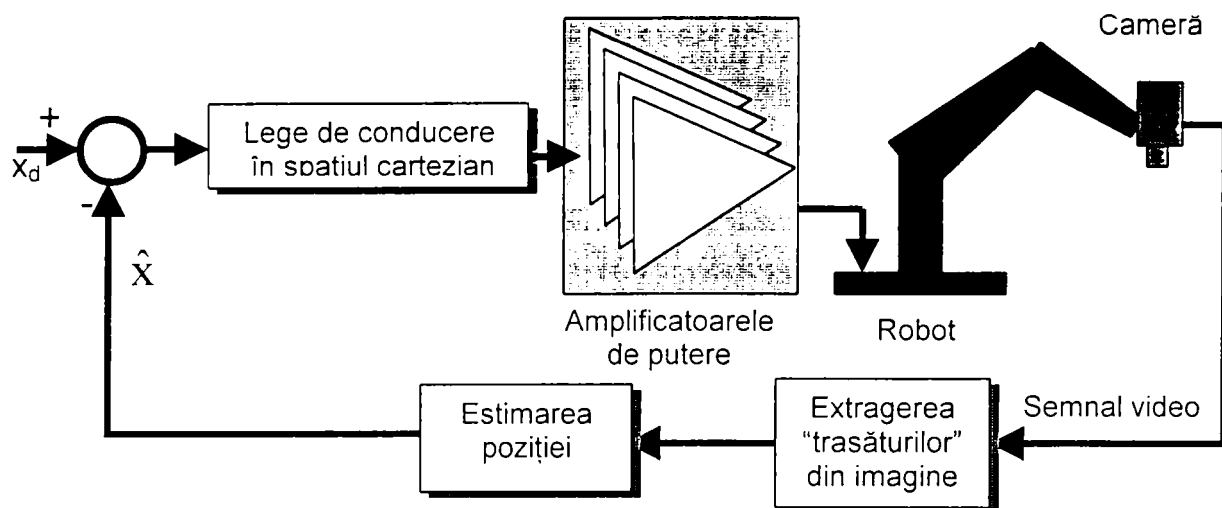 Cameră
+
x_d
-
Lege de conducere
în spațiul cartezian
x̂
Amplificatoarele
de putere
Robot
Estimarea
poziției
Extragerea
“trasăturilor”
din imagine
Semnal video